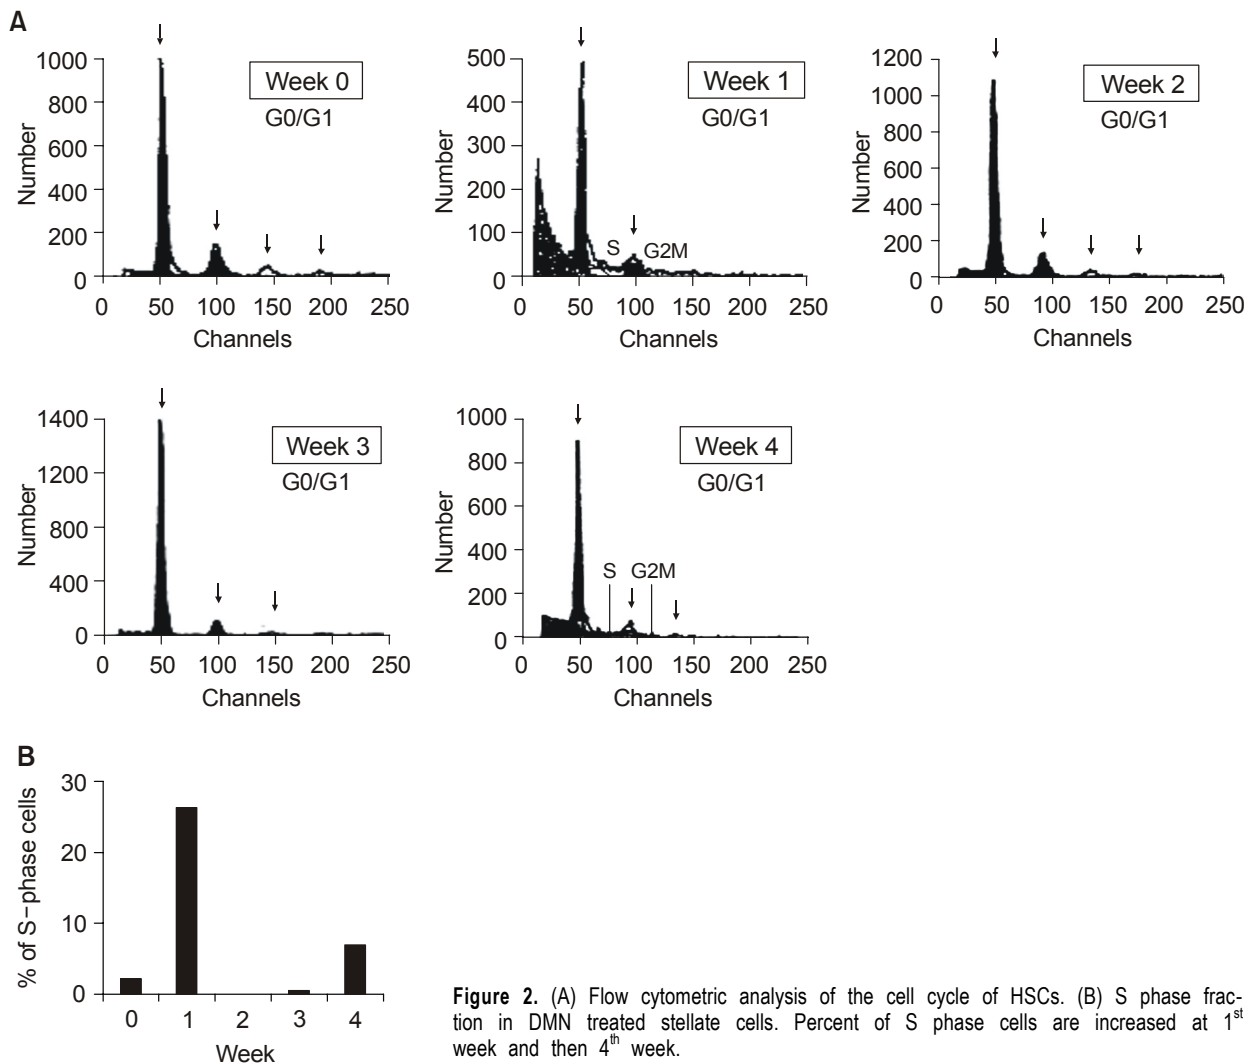 A
Week 0
G0/G1
Number
1000
800
600
400
200
0
0 50 100 150 200 250
Channels
Week 1
G0/G1
Number
500
400
300
200
100
0
S G2M
0 50 100 150 200 250
Channels
Week 2
G0/G1
Number
1200
1000
800
600
400
200
0
0 50 100 150 200 250
Channels
Week 3
G0/G1
Number
1400
1200
800
400
0
0 50 100 150 200 250
Channels
Week 4
G0/G1
Number
1000
800
600
400
200
0
S G2M
0 50 100 150 200 250
Channels
B
% of S-phase cells
30
20
10
0
0 1 2 3 4
Week
Figure 2. (A) Flow cytometric analysis of the cell cycle of HSCs. (B) S phase frac-
tion in DMN treated stellate cells. Percent of S phase cells are increased at 1st
week and then 4th week.